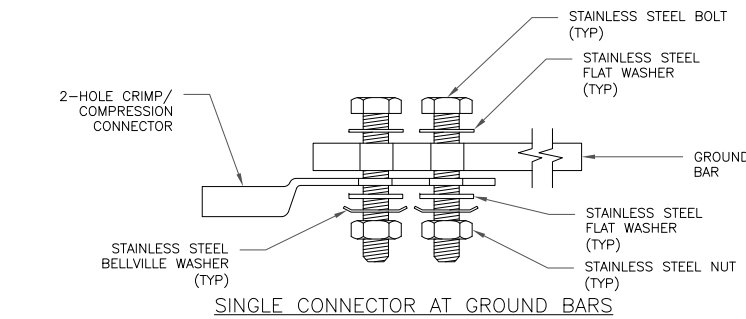 STAINLESS STEEL BOLT
(TYP)
STAINLESS STEEL
FLAT WASHER
(TYP)
2-HOLE CRIMP/
COMPRESSION
CONNECTOR
GROUND
BAR
STAINLESS STEEL
FLAT WASHER
(TYP)
STAINLESS STEEL
BELLVILLE WASHER
(TYP)
STAINLESS STEEL NUT
(TYP)
SINGLE CONNECTOR AT GROUND BARS